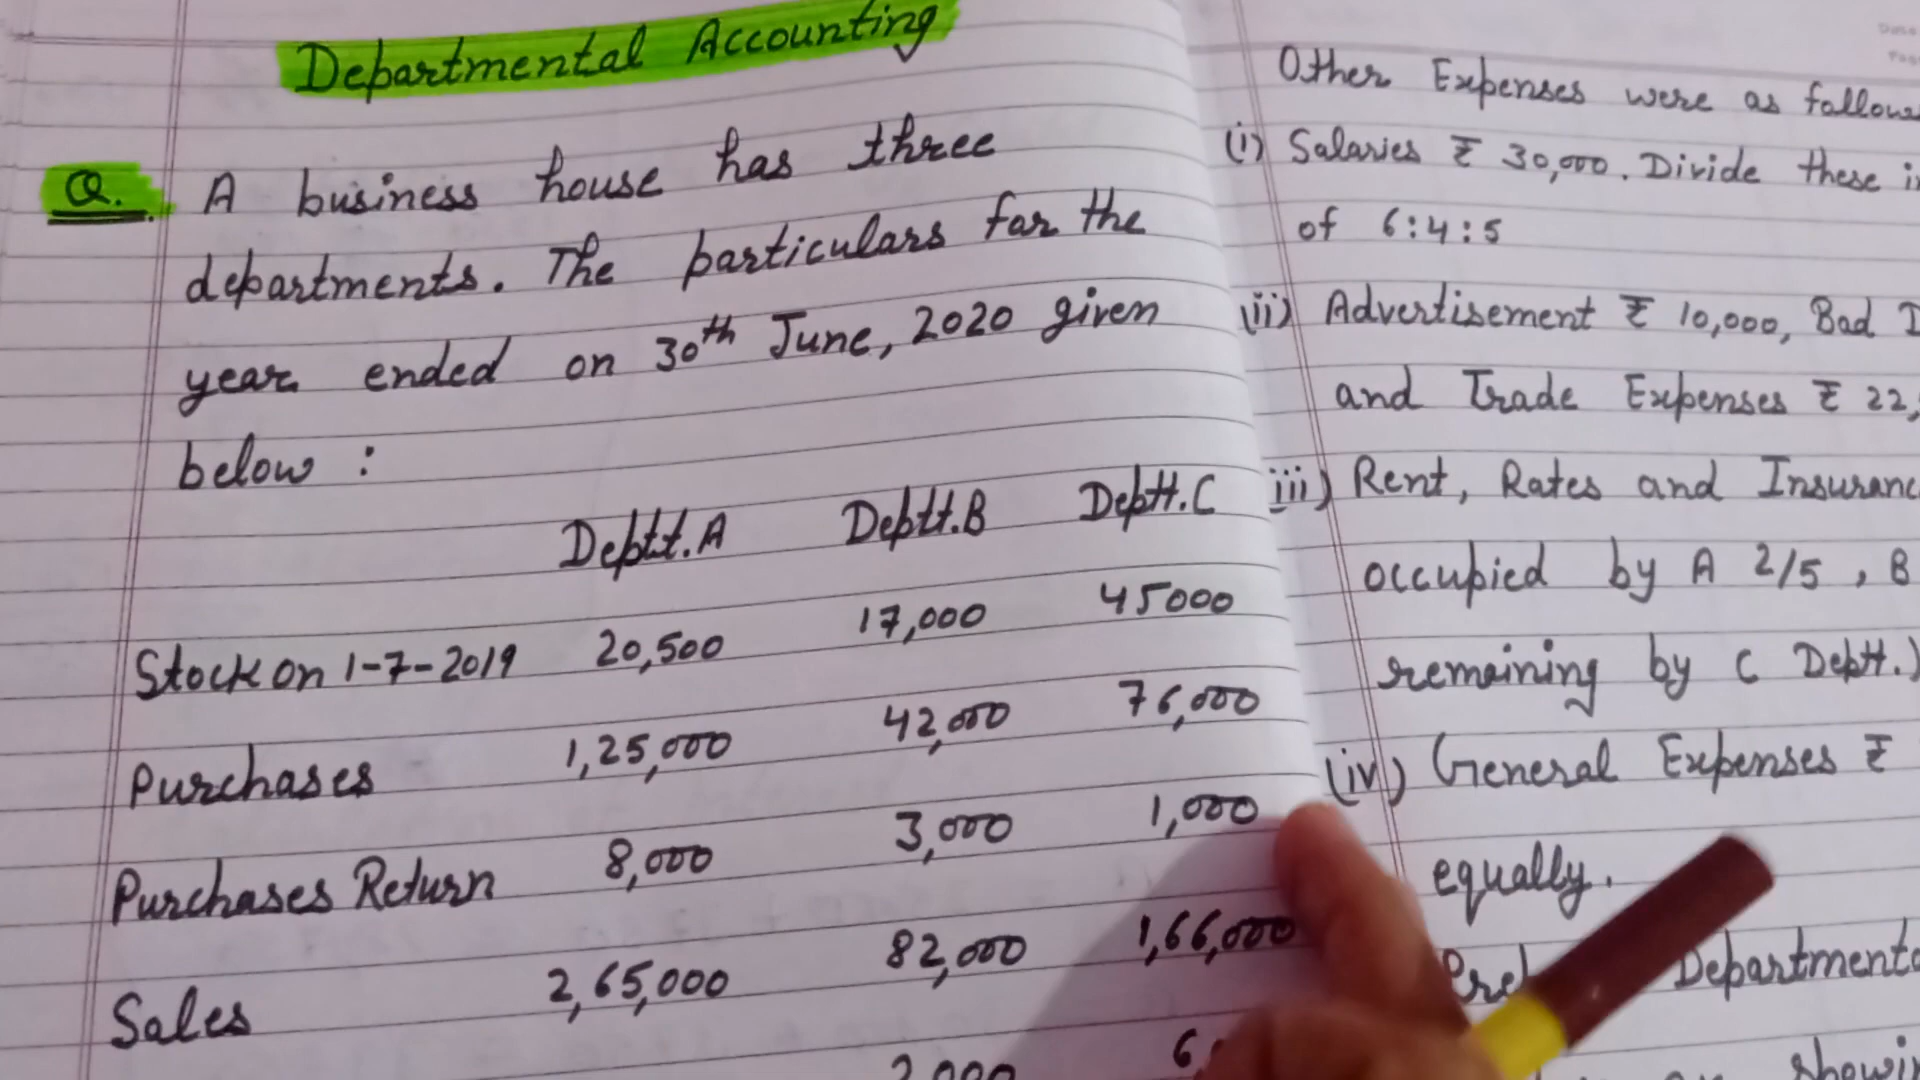 Departmental Accounting
Q. A business house has three
departments. The particulars for the
year ended on 30th June, 2020 given
below :
Deptt.A Deptt.B Deptt.C
Stock on 1-7-2019 20,500 17,000 45000
Purchases 1,25,000 42,000 76,000
Purchases Return 8,000 3,000 1,000
Sales 2,65,000 82,000 1,66,000
Other Expenses were as
(i) Salaries ₹ 30,000. Divide these
of 6:4:5
(ii) Advertisement ₹ 10,000, Bad
and Trade Expenses ₹ 22,
iii) Rent, Rates and
occupied by A 2/5, B
remaining by C Deptt.)
(iv) General Expenses ₹
equally.